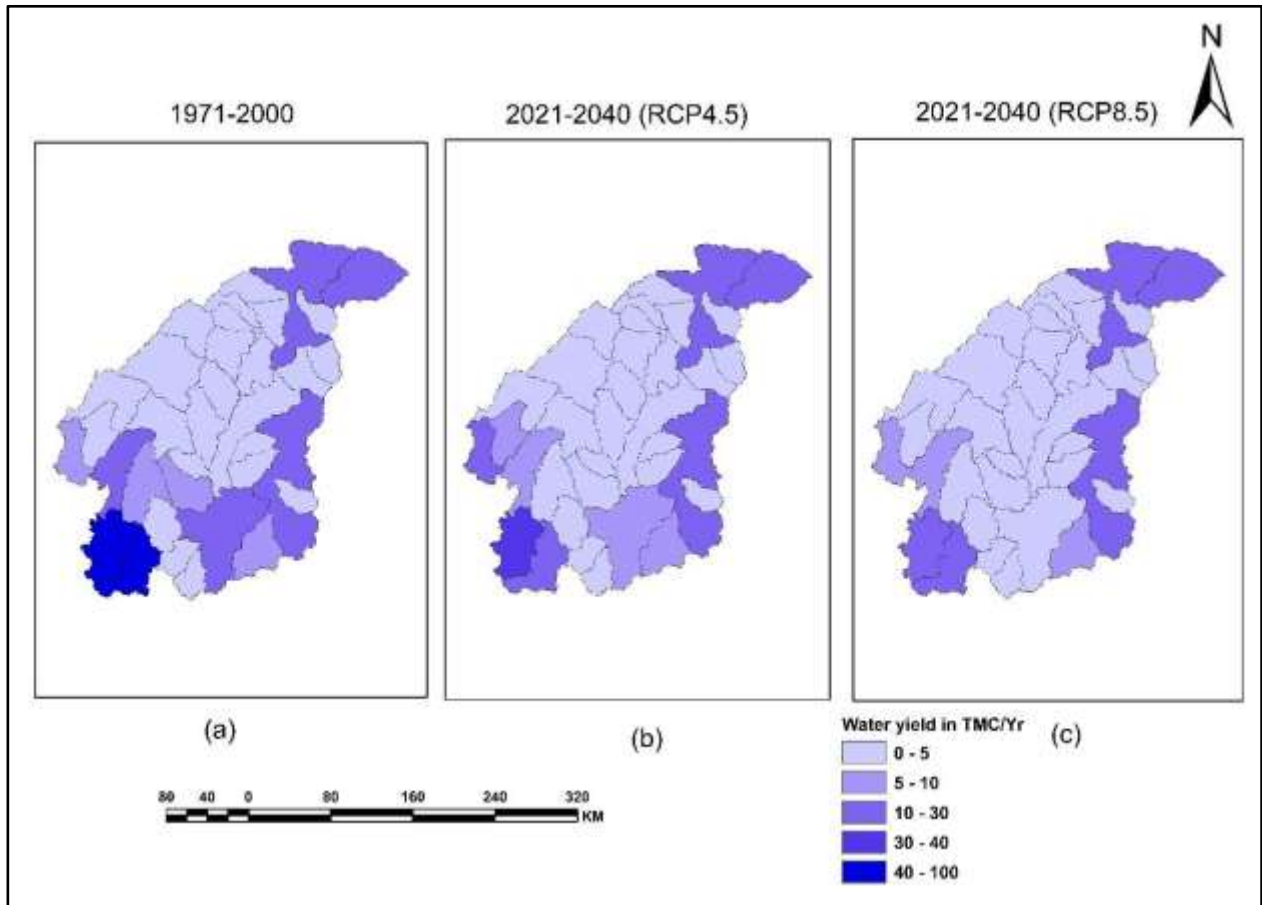 N
1971-2000
2021-2040 (RCP4.5)
2021-2040 (RCP8.5)
(a)
(b)
(c)
Water yield in TMC/Yr
0 - 5
5 - 10
10 - 30
30 - 40
40 - 100
80 40 0 80 160 240 320
KM